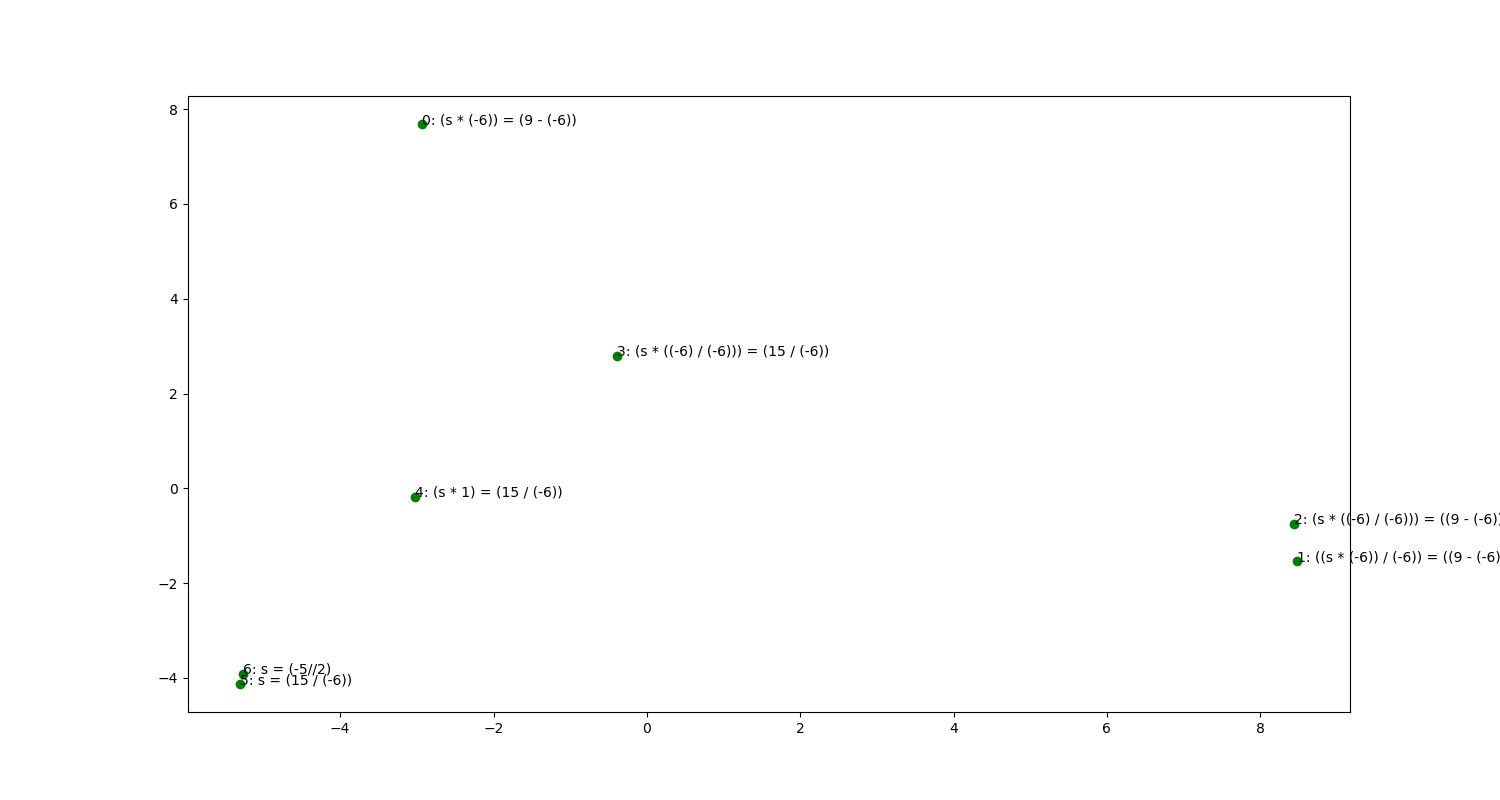 8
0: (s * (-6)) = (9 - (-6))
6
4
3: (s * ((-6) / (-6))) = (15 / (-6))
2
0
4: (s * 1) = (15 / (-6))
2: (s * ((-6) / (-6))) = ((9 - (-6)
1: ((s * (-6)) / (-6)) = ((9 - (-6)
−2
6: s = (-5//2)
5: s = (15 / (-6))
−4
−4 −2 0 2 4 6 8